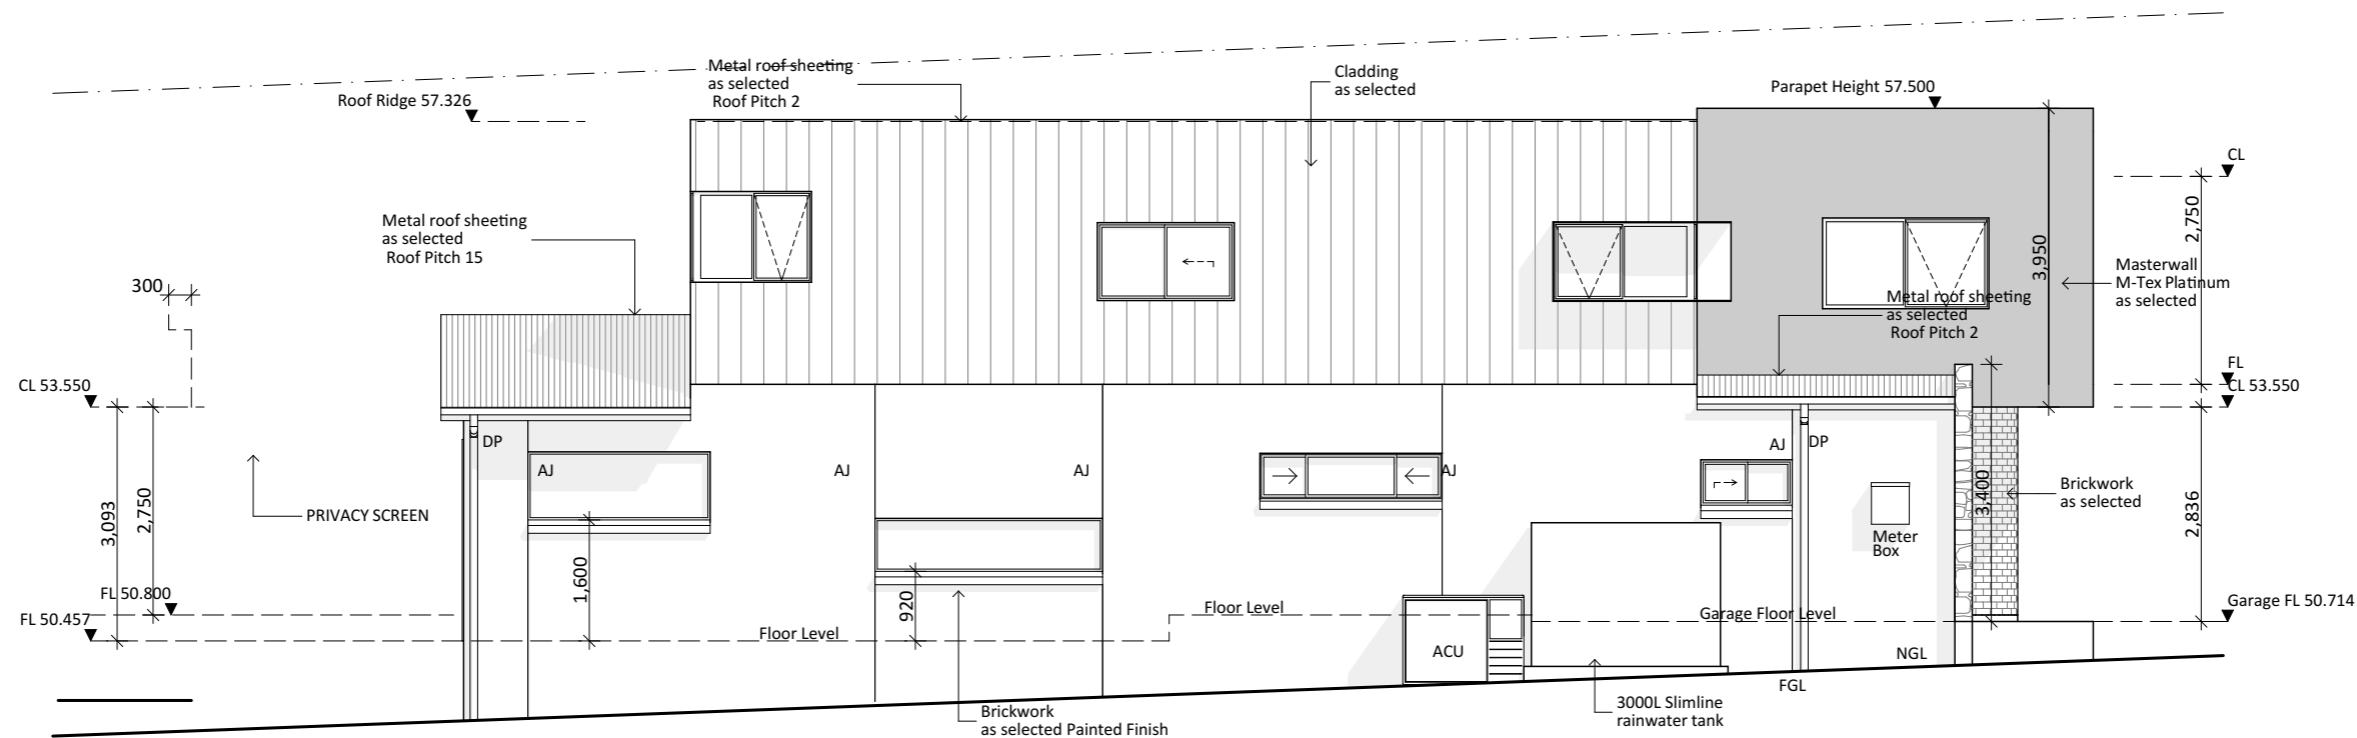 Metal roof sheeting
as selected
Roof Pitch 2
Cladding
as selected
Parapet Height 57.500
Roof Ridge 57.326
CL
2,750
3,950
Metal roof sheeting
as selected
Roof Pitch 15
Masterwall
M-Tex Platinum
as selected
300
Metal roof sheeting
as selected
Roof Pitch 2
CL 53.550
FL
CL 53.550
DP
AJ
AJ
AJ
AJ
AJ
DP
3,093
2,750
PRIVACY SCREEN
3,400
Brickwork
as selected
2,836
Meter
Box
1,600
920
FL 50.800
FL 50.457
Floor Level
Floor Level
Garage Floor Level
Garage FL 50.714
ACU
NGL
FGL
3000L Slimline
rainwater tank
Brickwork
as selected Painted Finish